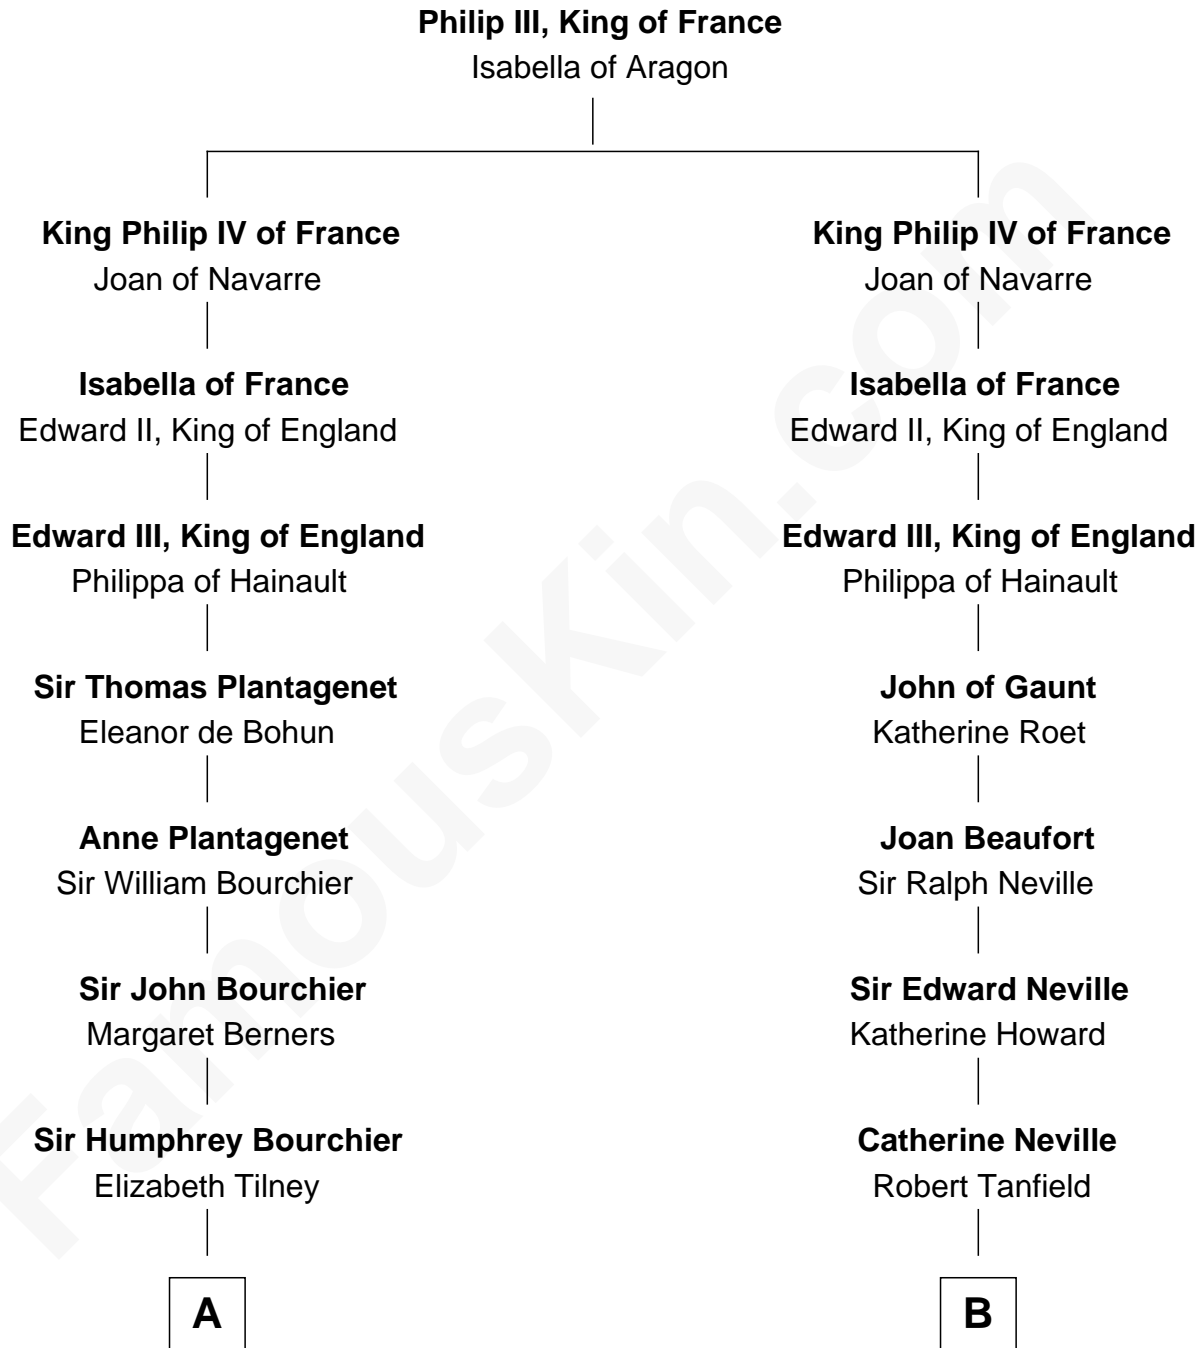 Philip III, King of France
Isabella of Aragon
King Philip IV of France
Joan of Navarre
King Philip IV of France
Joan of Navarre
Isabella of France
Edward II, King of England
Isabella of France
Edward II, King of England
Edward III, King of England
Philippa of Hainault
Edward III, King of England
Philippa of Hainault
Sir Thomas Plantagenet
Eleanor de Bohun
John of Gaunt
Katherine Roet
Anne Plantagenet
Sir William Bourchier
Joan Beaufort
Sir Ralph Neville
Sir John Bourchier
Margaret Berners
Sir Edward Neville
Katherine Howard
Sir Humphrey Bourchier
Elizabeth Tilney
Catherine Neville
Robert Tanfield
A
B
FamousKin.com